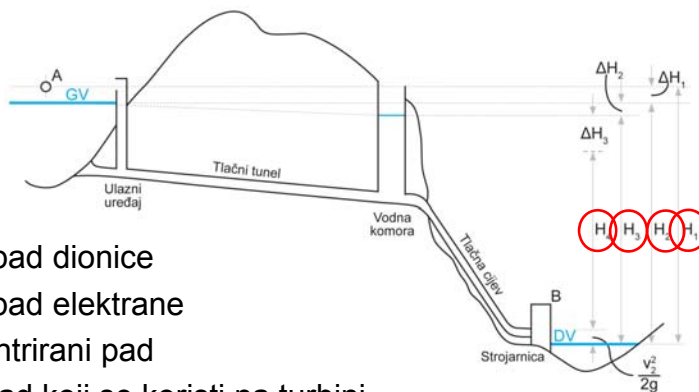 A
GV
ΔH₂
ΔH₁
ΔH₃
Tlačni tunel
Ulazni
uređaj
Vodna
komora
Tlačna cijev
H₄ H₃ H₂ H₁
pad dionice
B
pad elektrane
DV
ntrirani pad
Strojarnica
v₂²
2g